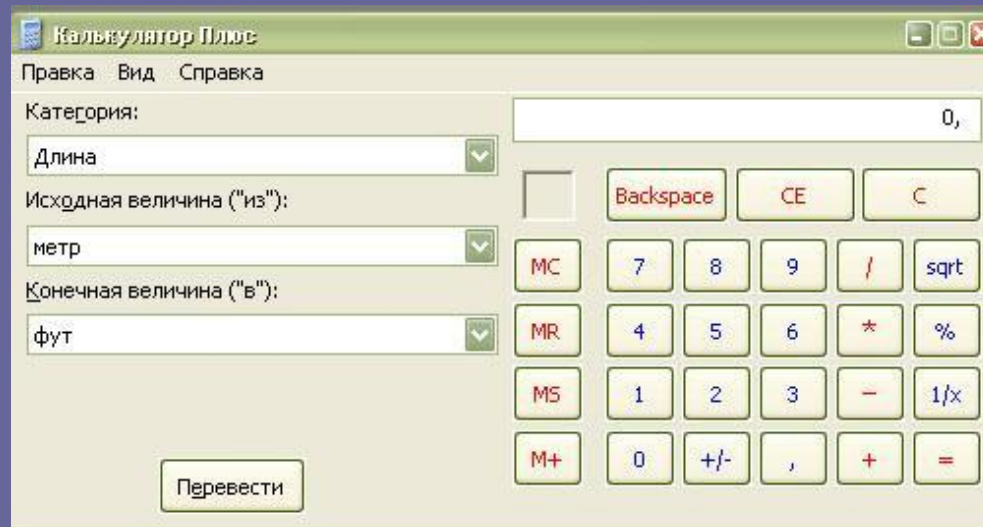 Калькулятор Плюс
Правка Вид Справка
Категория:
Длина
Исходная величина ("из"):
метр
Конечная величина ("в"):
фут
Перевести
0,
Backspace CE C
MC 7 8 9 / sqrt
MR 4 5 6 * %
MS 1 2 3 - 1/x
M+ 0 +/- , + =